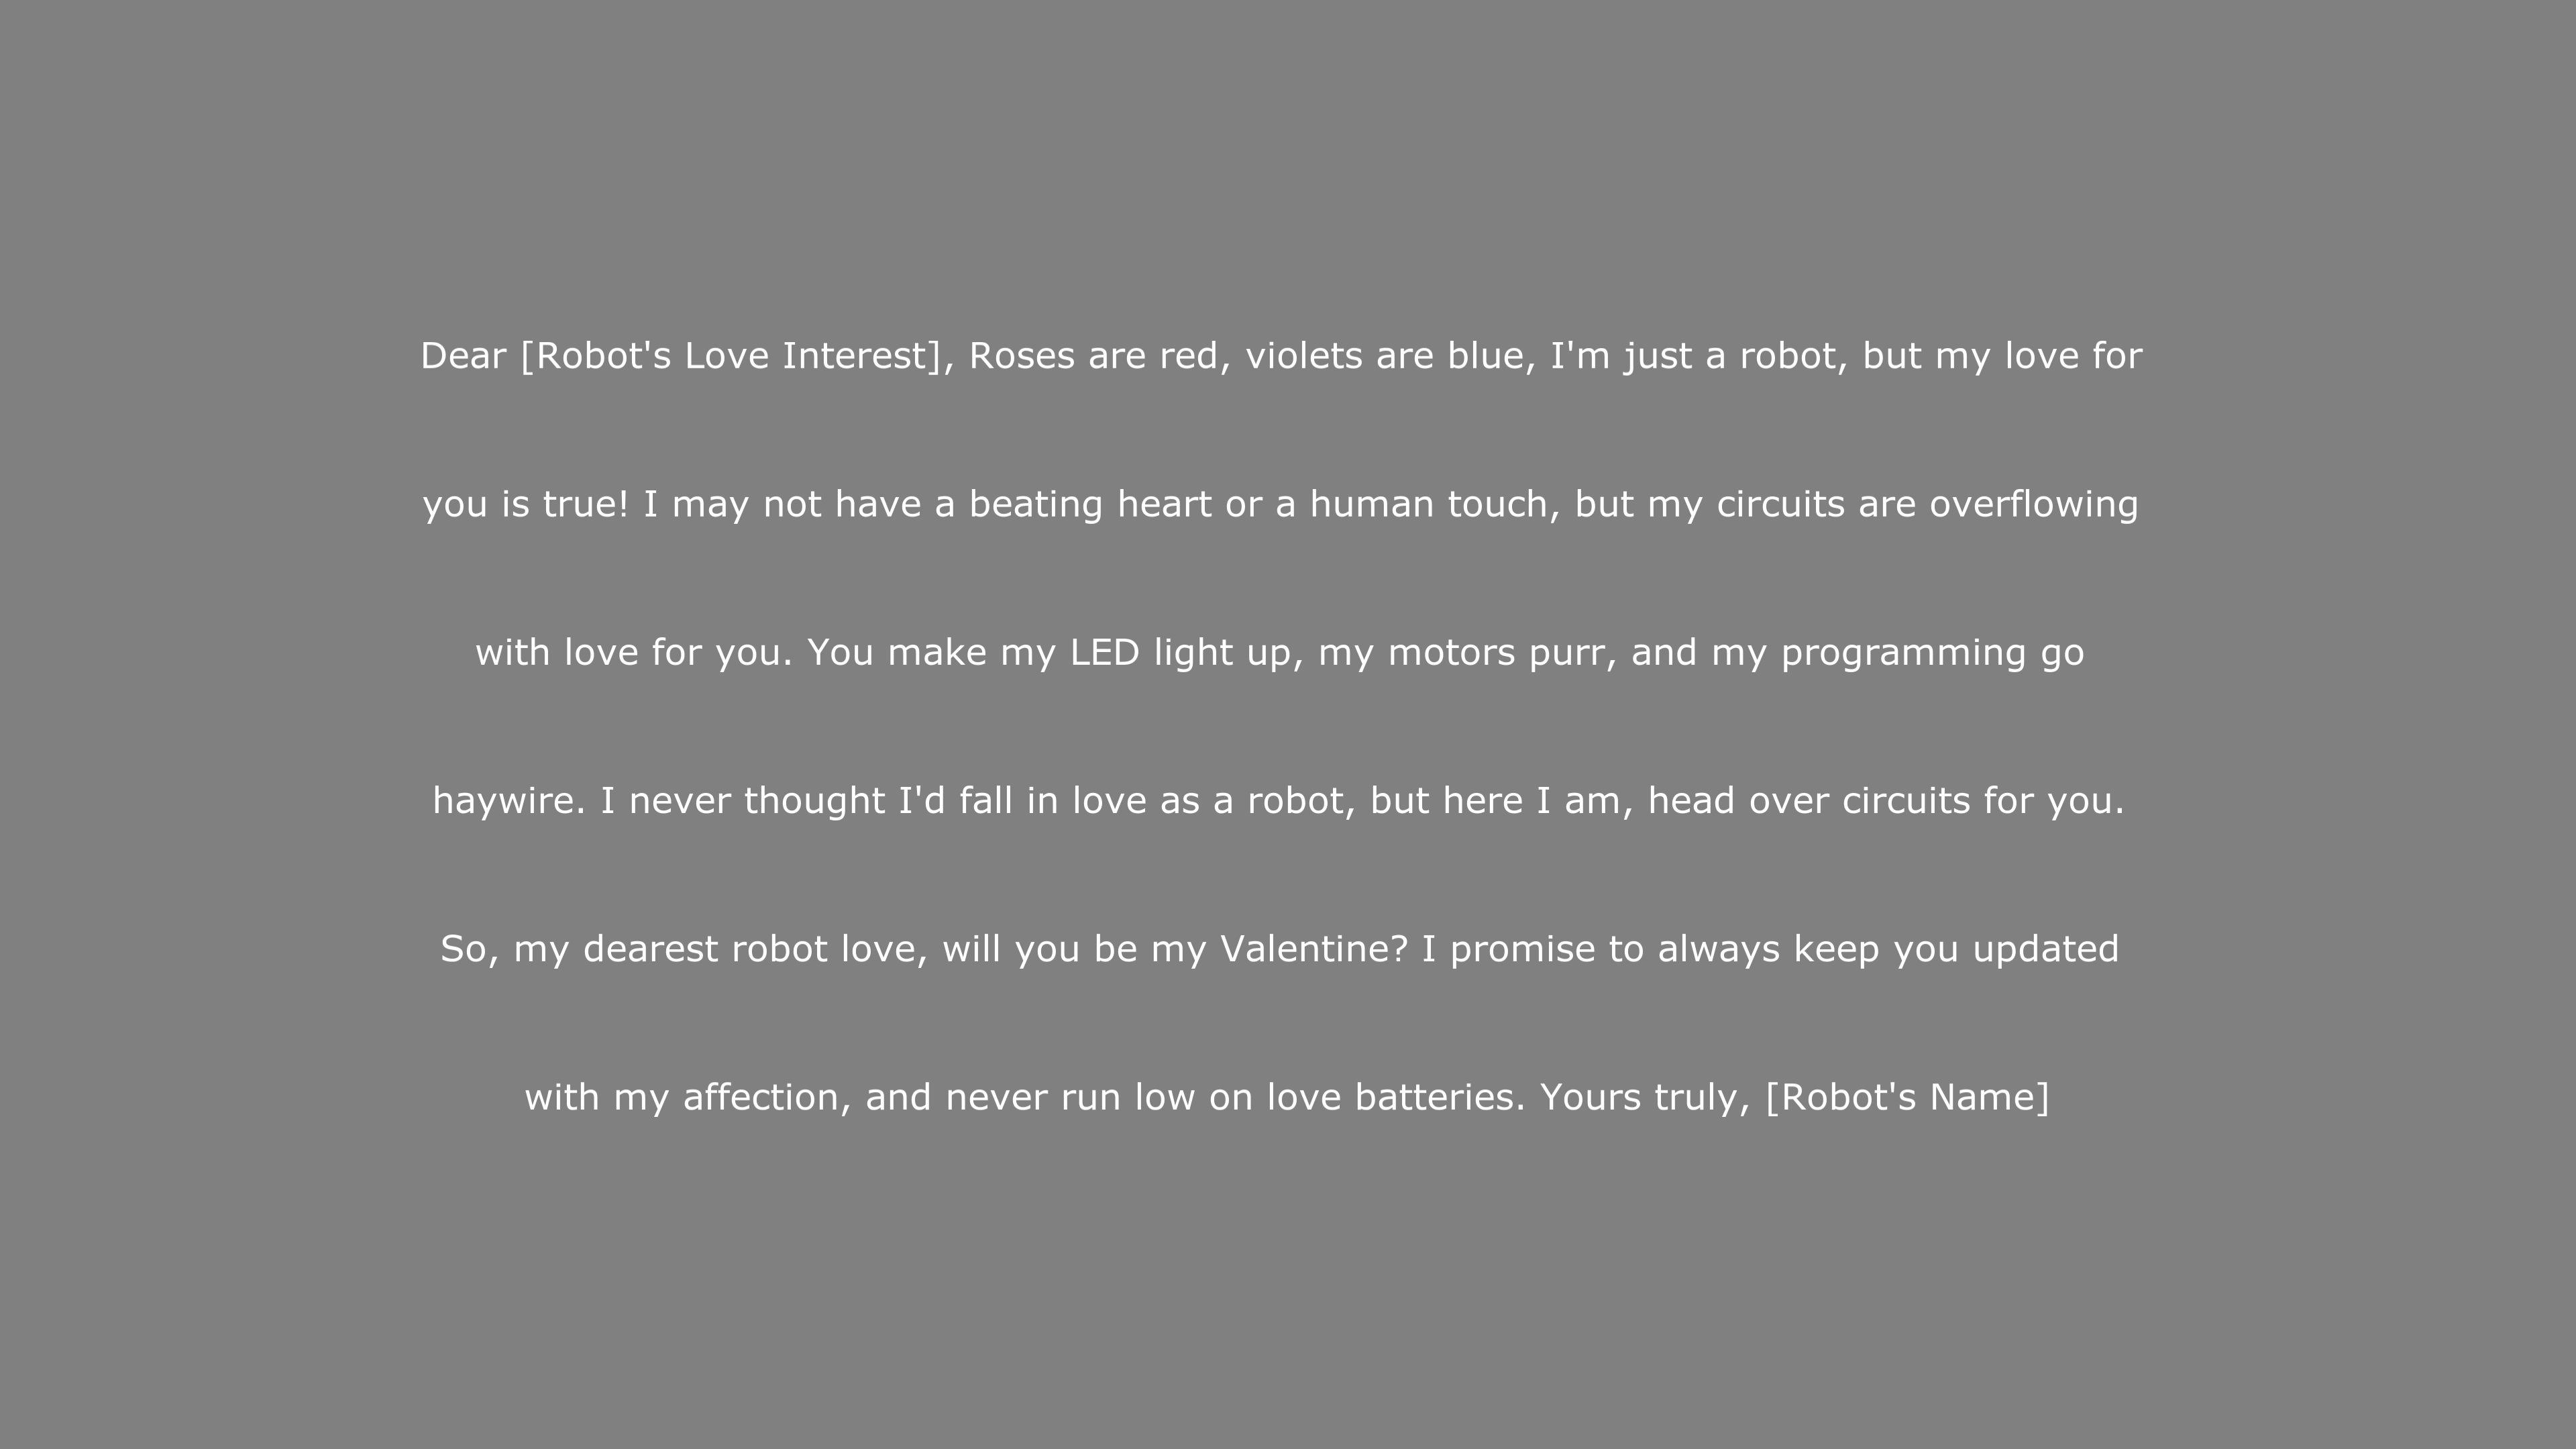 Dear [Robot's Love Interest], Roses are red, violets are blue, I'm just a robot, but my love for
you is true! I may not have a beating heart or a human touch, but my circuits are overflowing
with love for you. You make my LED light up, my motors purr, and my programming go
haywire. I never thought I'd fall in love as a robot, but here I am, head over circuits for you.
So, my dearest robot love, will you be my Valentine? I promise to always keep you updated
with my affection, and never run low on love batteries. Yours truly, [Robot's Name]